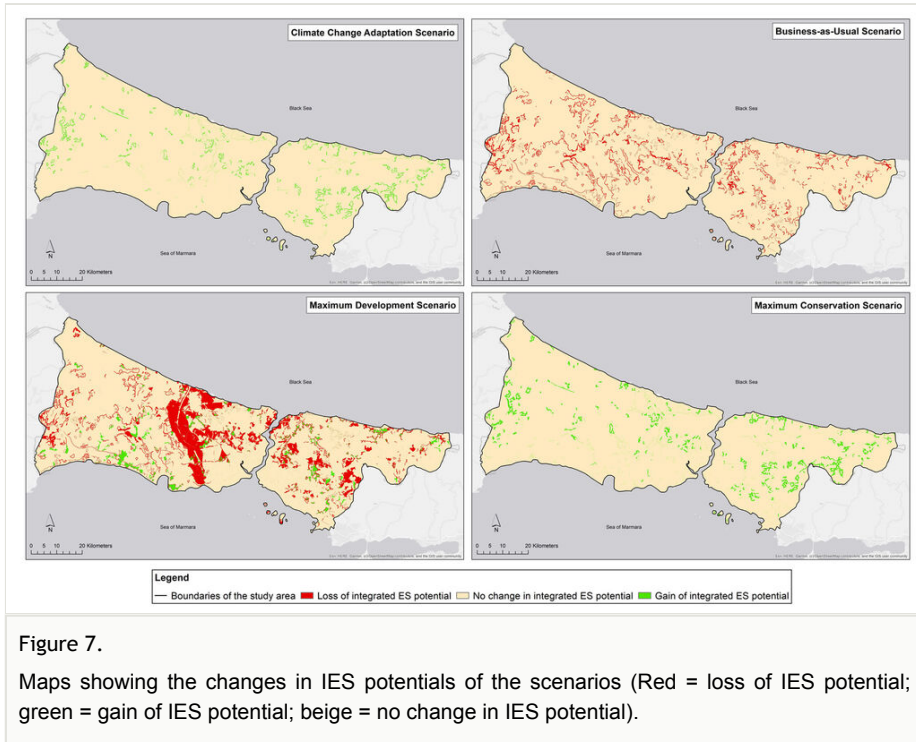 Climate Change Adaptation Scenario
Black Sea
Sea of Marmara
N
0 5 10 20 Kilometers
Business-as-Usual Scenario
Black Sea
Sea of Marmara
N
0 5 10 20 Kilometers
Maximum Development Scenario
Black Sea
Sea of Marmara
N
0 5 10 20 Kilometers
Maximum Conservation Scenario
Black Sea
Sea of Marmara
N
0 5 10 20 Kilometers
Legend
Boundaries of the study area Loss of integrated ES potential No change in integrated ES potential Gain of integrated ES potential
Figure 7.
Maps showing the changes in IES potentials of the scenarios (Red = loss of IES potential;
green = gain of IES potential; beige = no change in IES potential).